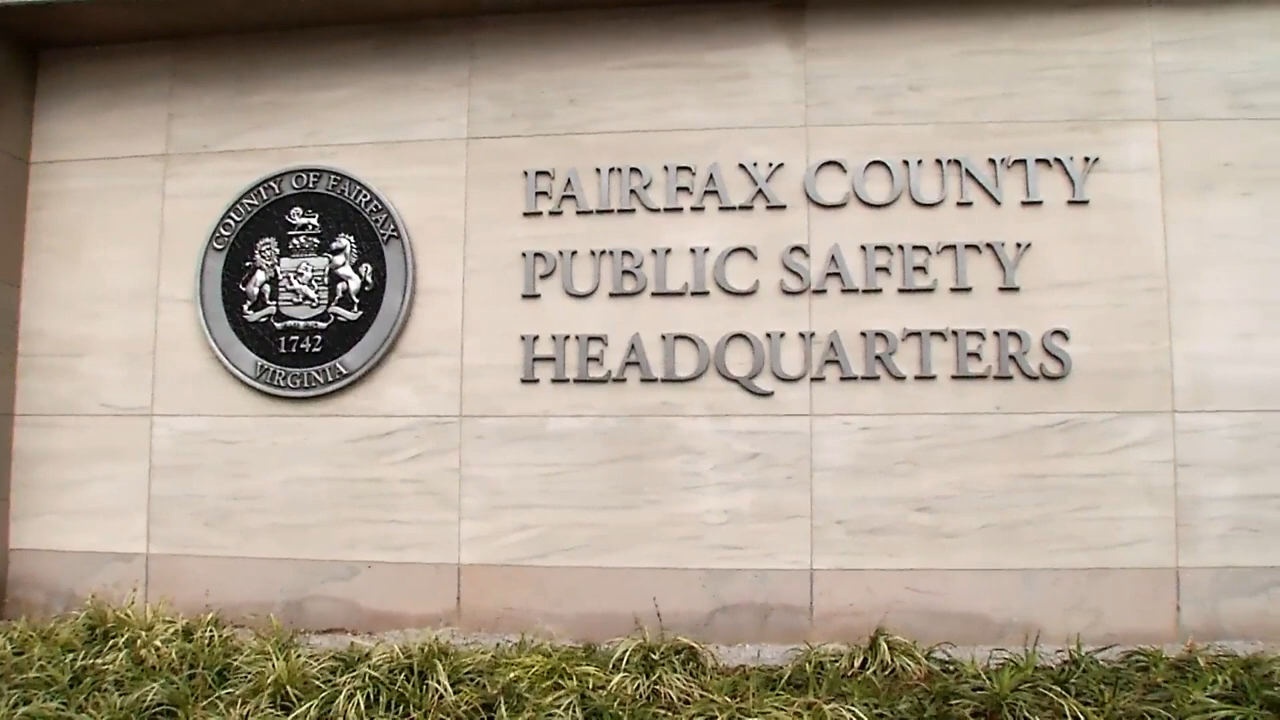 COUNTY OF FAIRFAX
1742
VIRGINIA
FAIRFAX COUNTY
PUBLIC SAFETY
HEADQUARTERS